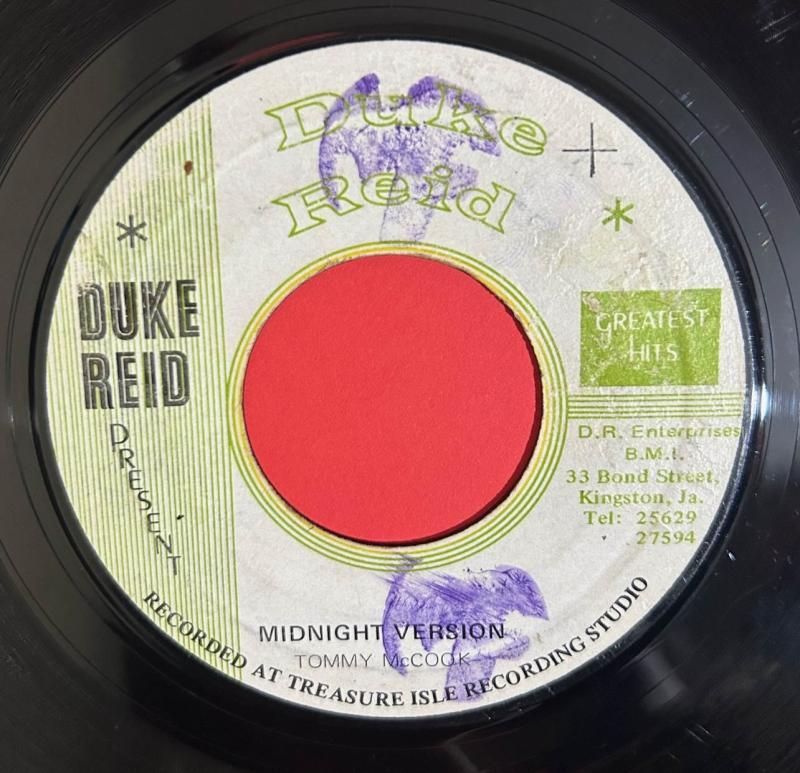 Duke
Reid
*
*
DUKE
REID
PRESENT
GREATEST
HITS
D.R. Enterprises
B.M.I.
33 Bond Street,
Kingston, Ja.
Tel: 25629
27594
MIDNIGHT VERSION
TOMMY McCOOK
RECORDED AT TREASURE ISLE RECORDING STUDIO